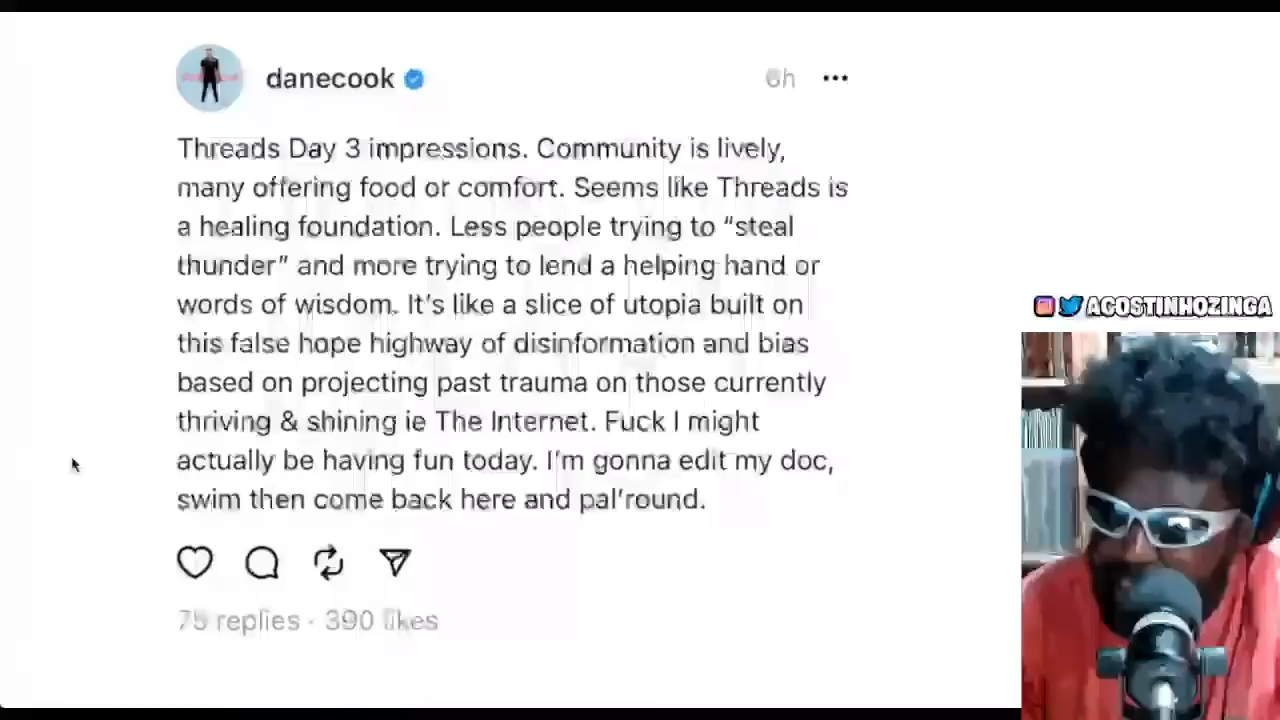 danecook
6h
Threads Day 3 impressions. Community is lively,
many offering food or comfort. Seems like Threads is
a healing foundation. Less people trying to “steal
thunder” and more trying to lend a helping hand or
words of wisdom. It’s like a slice of utopia built on
this false hope highway of disinformation and bias
based on projecting past trauma on those currently
thriving & shining ie The Internet. Fuck I might
actually be having fun today. I’m gonna edit my doc,
swim then come back here and pal’round.
75 replies · 390 likes
AGOSTINHOZINGA